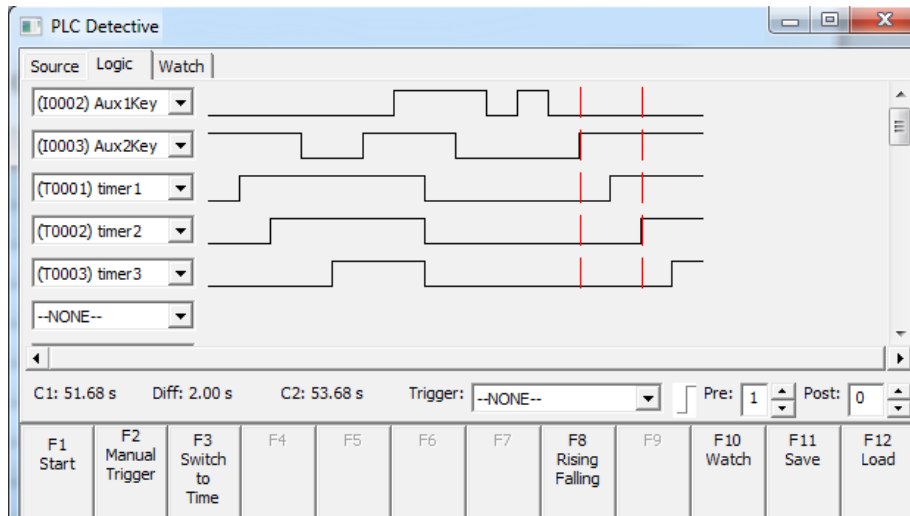 PLC Detective
Source Logic Watch
(I0002) Aux1Key
(I0003) Aux2Key
(T0001) timer1
(T0002) timer2
(T0003) timer3
--NONE--
C1: 51.68 s Diff: 2.00 s C2: 53.68 s Trigger: --NONE-- Pre: 1 Post: 0
F1
Start
F2
Manual
Trigger
F3
Switch
to
Time
F4
F5
F6
F7
F8
Rising
Falling
F9
F10
Watch
F11
Save
F12
Load